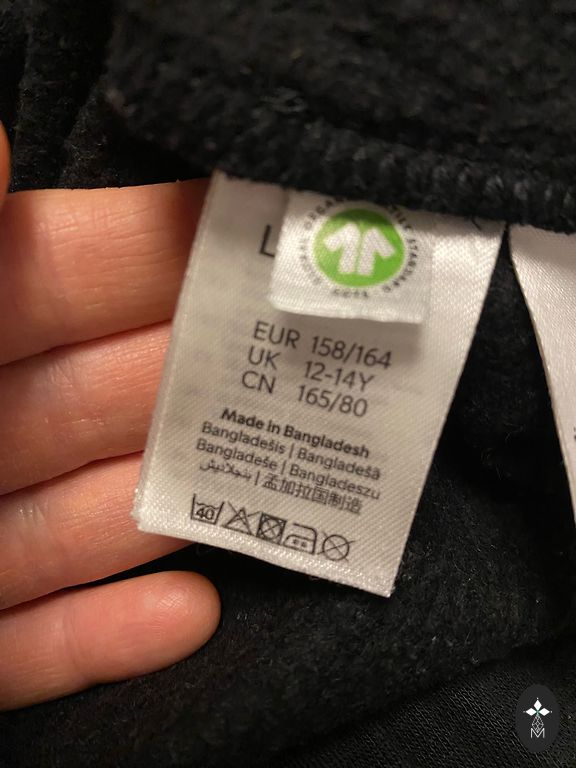 L
EUR 158/164
UK 12-14Y
CN 165/80
Made in Bangladesh
Bangladešis | Bangladešā
Bangladeše | Bangladeszu
بنجلاديش | 孟加拉国制造
40
M